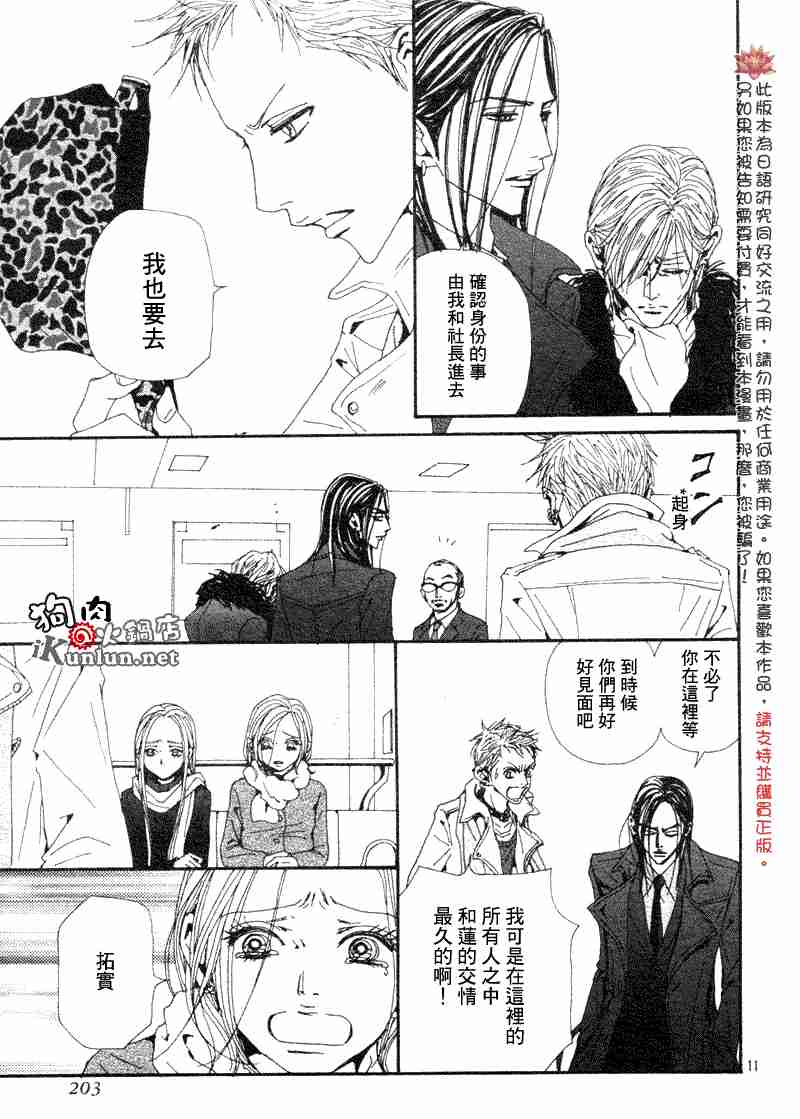 確認身份的事
由我和社長進去
我也要去
コン
*起身
不必了
你在這裡等
到時候
你們再好
好見面吧
我可是在這裡的
所有人之中
和蓮的交情
最久的啊！
拓實
11
203
狗肉
火鍋店
iKunlun.net
此版本為日語研究同好交流之用，請勿用於任何商業用途。如果您喜歡本作品，請支持並購買正版。
另如果您被告知需要付費，才能看到本漫畫，那麼，您被騙了！